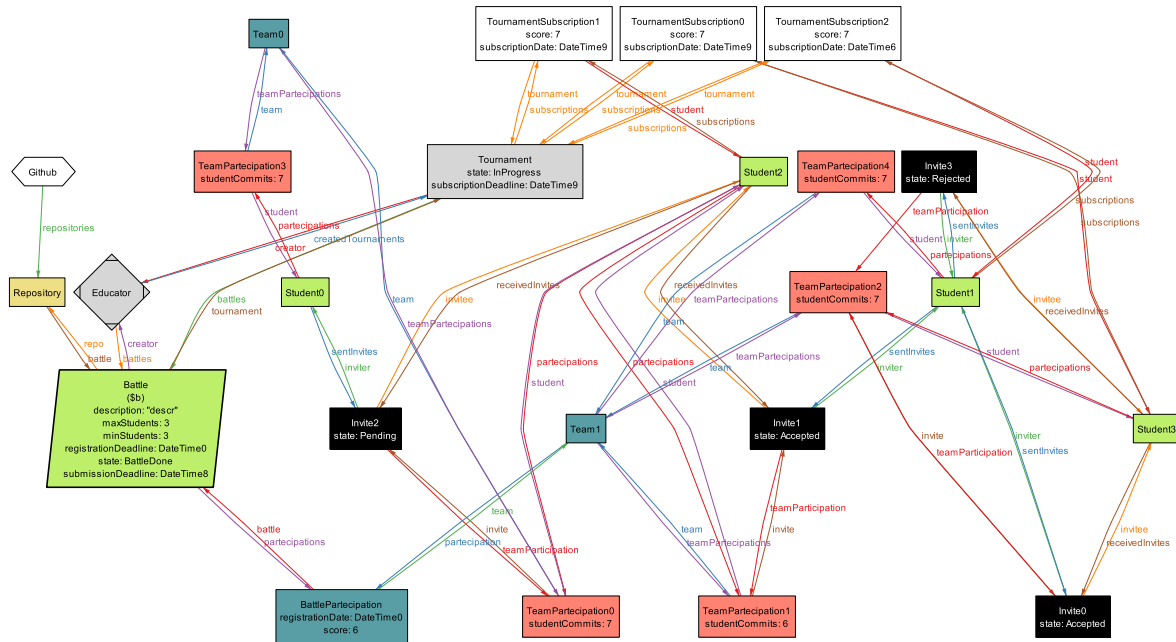 TournamentSubscription1
score: 7
subscriptionDate: DateTime9
TournamentSubscription0
score: 7
subscriptionDate: DateTime9
TournamentSubscription2
score: 7
subscriptionDate: DateTime6
Team0
teamPartecipations
team
tournament
subscriptions
tournament
subscriptions
tournament
subscriptions
student
subscriptions
Github
TeamPartecipation3
studentCommits: 7
Tournament
state: InProgress
subscriptionDeadline: DateTime9
Student2
TeamPartecipation4
studentCommits: 7
Invite3
state: Rejected
student
student
subscriptions
subscriptions
repositories
student
partecipations
createdTournaments
creator
teamParticipation
sentInvites
student
inviter
partecipations
Repository
Educator
battles
tournament
Student0
team
teamPartecipations
invitee
receivedInvites
invitee
receivedInvites
teamPartecipations
team
TeamPartecipation2
studentCommits: 7
Student1
invitee
receivedInvites
repo
battle
creator
battles
sentInvites
inviter
partecipations
student
partecipations
student
teamPartecipations
team
sentInvites
inviter
student
partecipations
Battle
($b)
description: "descr"
maxStudents: 3
minStudents: 3
registrationDeadline: DateTime0
state: BattleDone
submissionDeadline: DateTime8
Invite2
state: Pending
Team1
Invite1
state: Accepted
Student3
invite
teamParticipation
inviter
sentInvites
invitee
receivedInvites
battle
partecipations
team
partecipation
invite
teamParticipation
team
teamPartecipations
teamParticipation
invite
BattlePartecipation
registrationDate: DateTime0
score: 6
TeamPartecipation0
studentCommits: 7
TeamPartecipation1
studentCommits: 6
Invite0
state: Accepted